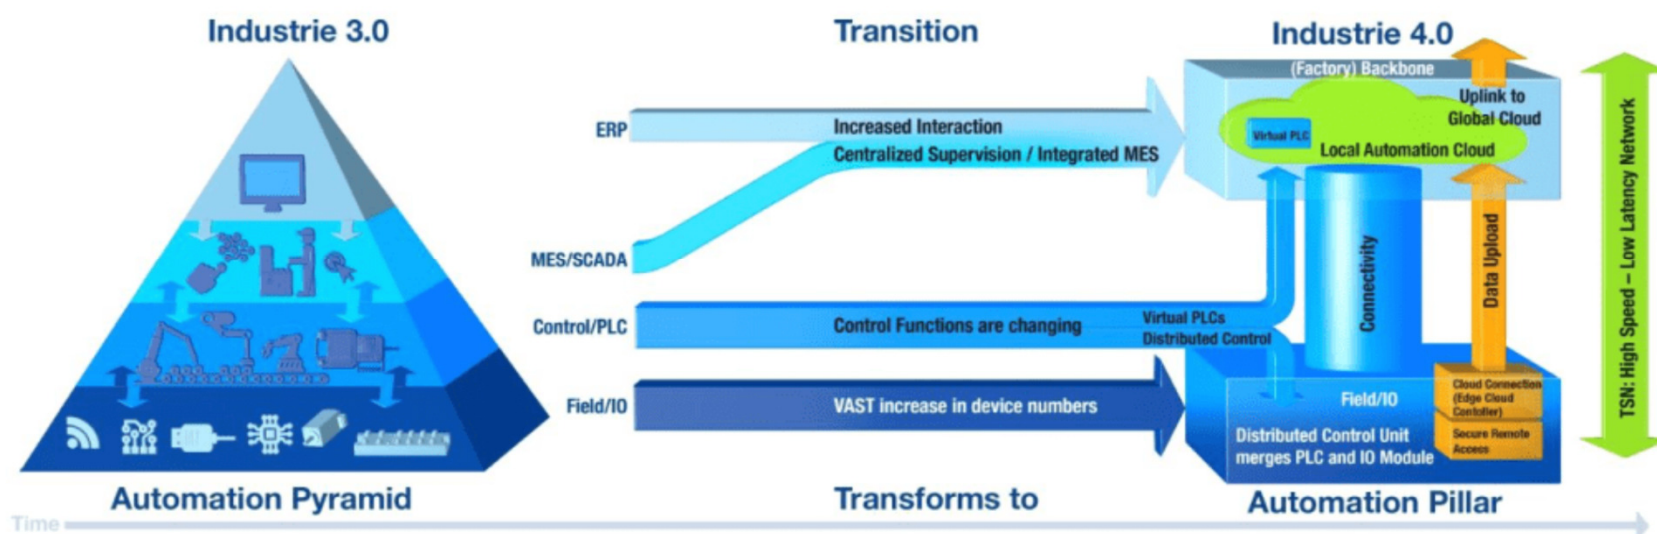 Industrie 3.0
Transition
Industrie 4.0
(Factory) Backbone
Uplink to
Global Cloud
Virtual PLC
Local Automation Cloud
ERP
Increased Interaction
Centralized Supervision / Integrated MES
MES/SCADA
Control/PLC
Control Functions are changing
Virtual PLCs
Distributed Control
Field/IO
VAST increase in device numbers
Connectivity
Data Upload
TSN: High Speed – Low Latency Network
Field/IO
Cloud Connection
(Edge Cloud
Contoller)
Secure Remote
Access
Distributed Control Unit
merges PLC and IO Module
Automation Pyramid
Transforms to
Automation Pillar
Time